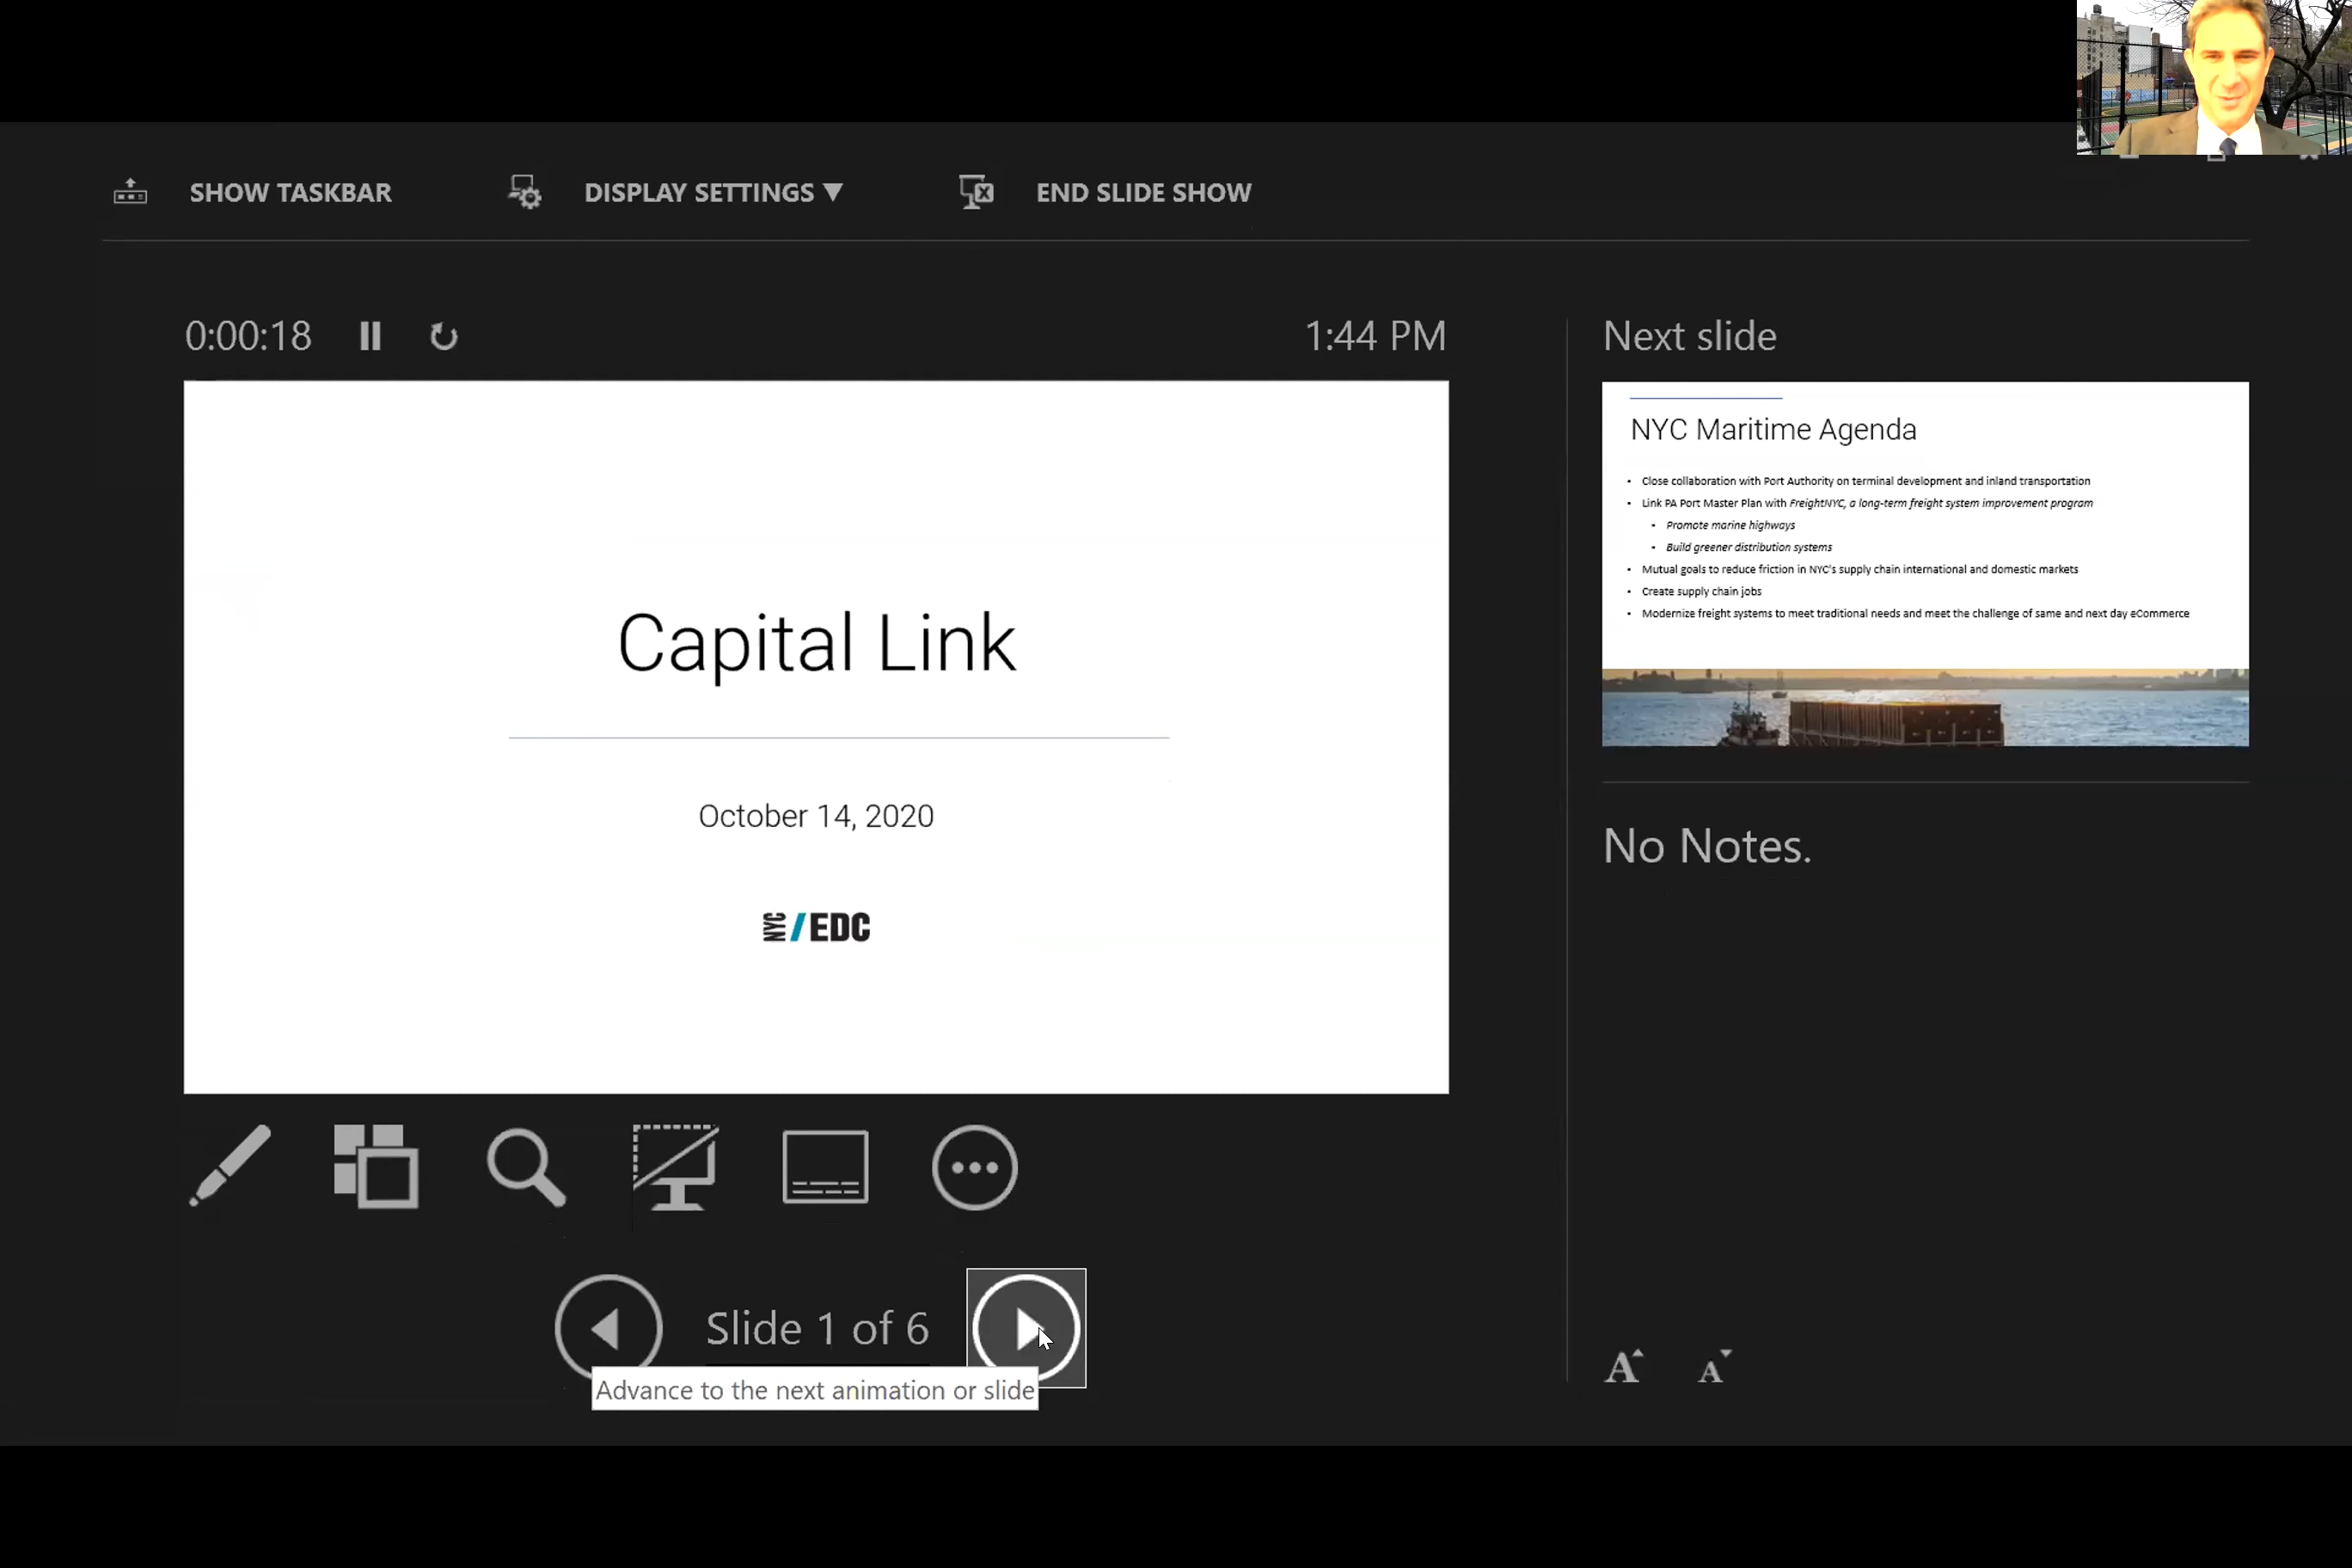 SHOW TASKBAR
DISPLAY SETTINGS ▼
END SLIDE SHOW
0:00:18
1:44 PM
Capital Link
October 14, 2020
NYC/EDC
Next slide
NYC Maritime Agenda
• Close collaboration with Port Authority on terminal development and inland transportation
• Link PA Port Master Plan with FreightNYC, a long-term freight system improvement program
• Promote marine highways
• Build greener distribution systems
• Mutual goals to reduce friction in NYC's supply chain international and domestic markets
• Create supply chain jobs
• Modernize freight systems to meet traditional needs and meet the challenge of same and next day eCommerce
No Notes.
Slide 1 of 6
Advance to the next animation or slide
A A